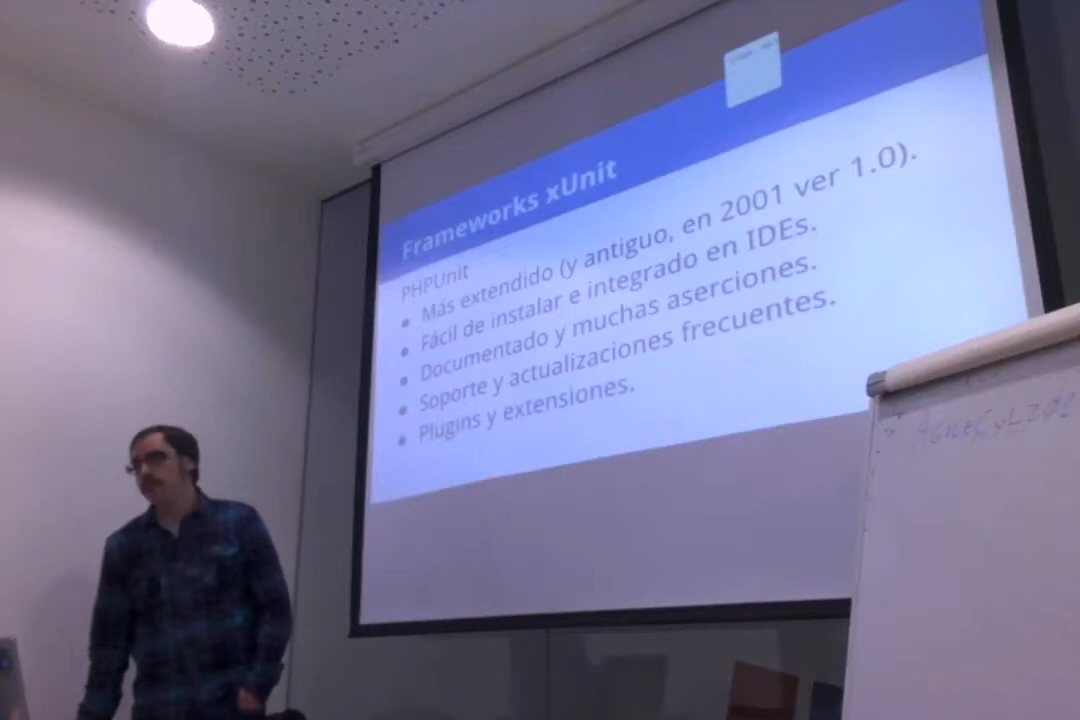 Frameworks xUnit
PHPUnit
• Más extendido (y antiguo, en 2001 ver 1.0).
• Fácil de instalar e integrado en IDEs.
• Documentado y muchas aserciones.
• Soporte y actualizaciones frecuentes.
• Plugins y extensiones.